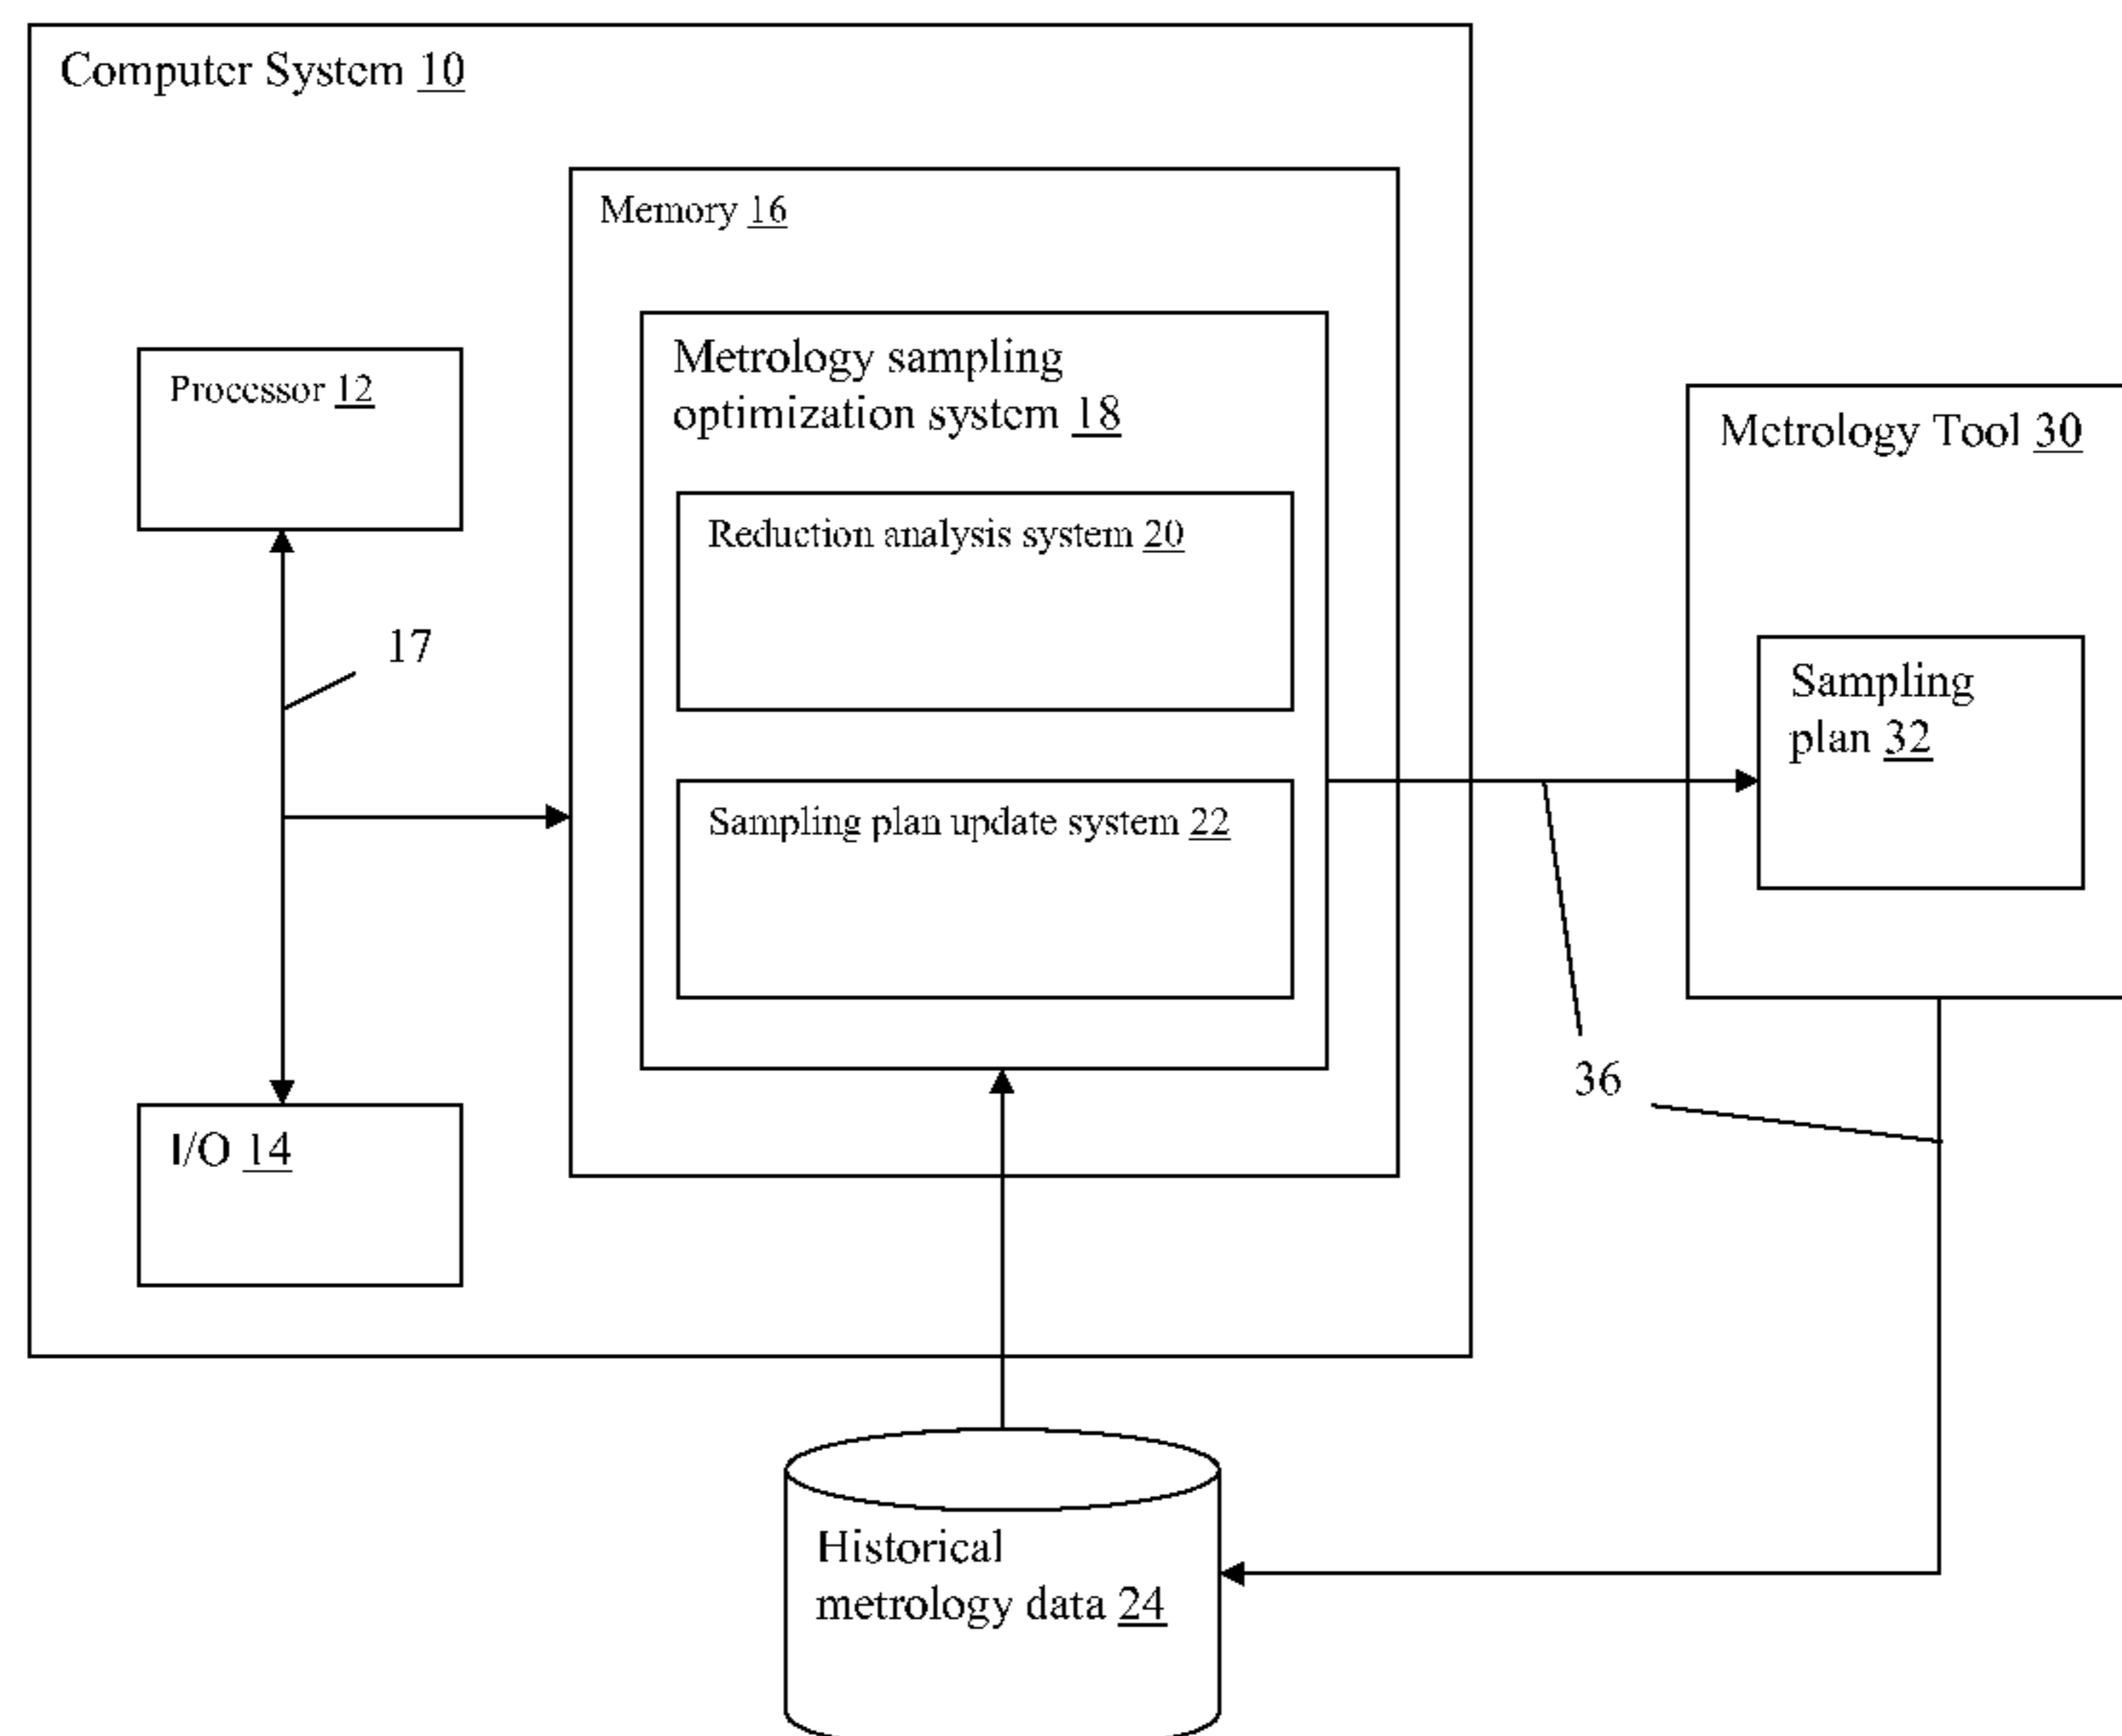 Computer System 10
Memory 16
Metrology sampling
optimization system 18
Processor 12
Metrology Tool 30
Reduction analysis system 20
17
Sampling
plan 32
Sampling plan update system 22
36
I/O 14
Historical
metrology data 24